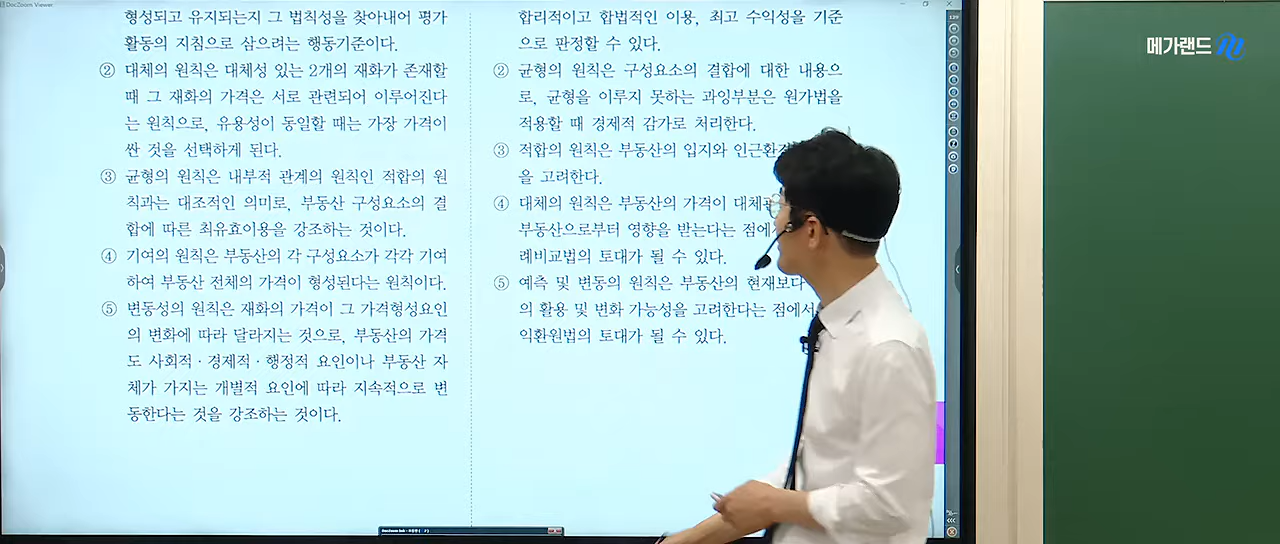 DocZoom Viewer
형성되고 유지되는지 그 법칙성을 찾아내어 평가
활동의 지침으로 삼으려는 행동기준이다.
② 대체의 원칙은 대체성 있는 2개의 재화가 존재할
때 그 재화의 가격은 서로 관련되어 이루어진다
는 원칙으로, 유용성이 동일할 때는 가장 가격이
싼 것을 선택하게 된다.
③ 균형의 원칙은 내부적 관계의 원칙인 적합의 원
칙과는 대조적인 의미로, 부동산 구성요소의 결
합에 따른 최유효이용을 강조하는 것이다.
④ 기여의 원칙은 부동산의 각 구성요소가 각각 기여
하여 부동산 전체의 가격이 형성된다는 원칙이다.
⑤ 변동성의 원칙은 재화의 가격이 그 가격형성요인
의 변화에 따라 달라지는 것으로, 부동산의 가격
도 사회적·경제적·행정적 요인이나 부동산 자
체가 가지는 개별적 요인에 따라 지속적으로 변
동한다는 것을 강조하는 것이다.
합리적이고 합법적인 이용, 최고 수익성을 기준
으로 판정할 수 있다.
② 균형의 원칙은 구성요소의 결합에 대한 내용으
로, 균형을 이루지 못하는 과잉부분은 원가법을
적용할 때 경제적 감가로 처리한다.
③ 적합의 원칙은 부동산의 입지와 인근환
을 고려한다.
④ 대체의 원칙은 부동산의 가격이 대체
부동산으로부터 영향을 받는다는 점에
례비교법의 토대가 될 수 있다.
⑤ 예측 및 변동의 원칙은 부동산의 현재보다
의 활용 및 변화 가능성을 고려한다는 점에서
익환원법의 토대가 될 수 있다.
메가랜드